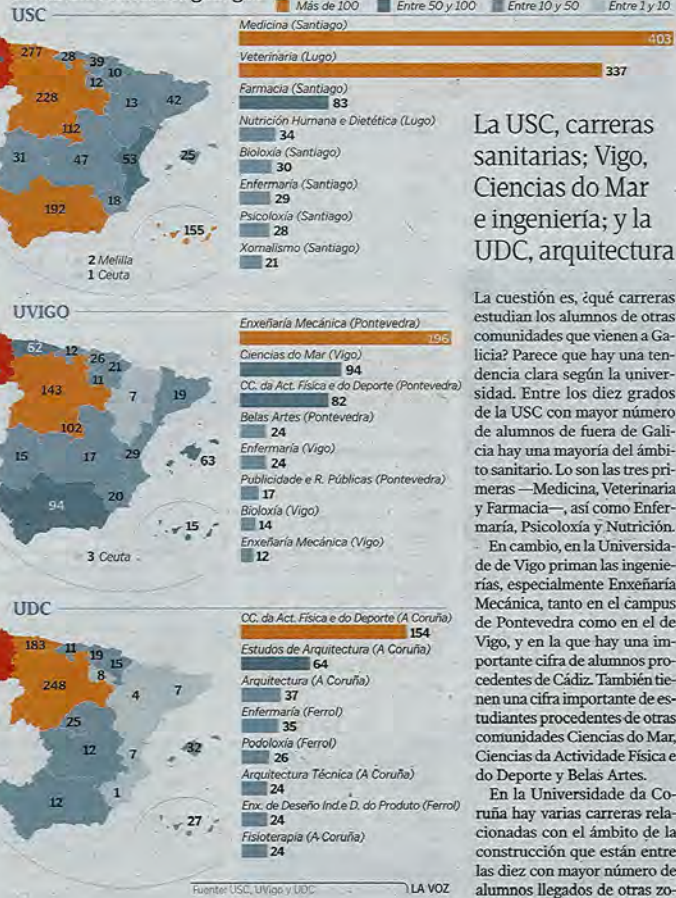 Más de 100
Entre 50 y 100
Entre 10 y 50
Entre 1 y 10
USC
277
28
39
10
12
228
13
42
112
31
47
53
25
192
18
155
2 Melilla
1 Ceuta
Medicina (Santiago)
403
Veterinaria (Lugo)
337
Farmacia (Santiago)
83
Nutrición Humana e Dietética (Lugo)
34
Bioloxía (Santiago)
30
Enfermaría (Santiago)
29
Psicoloxía (Santiago)
28
Xornalismo (Santiago)
21
UVIGO
62
12
26
21
11
143
7
19
102
15
17
29
63
94
20
15
3 Ceuta
Enxeñaría Mecánica (Pontevedra)
196
Ciencias do Mar (Vigo)
94
CC. da Act. Física e do Deporte (Pontevedra)
82
Belas Artes (Pontevedra)
24
Enfermaría (Vigo)
24
Publicidade e R. Públicas (Pontevedra)
17
Bioloxía (Vigo)
14
Enxeñaría Mecánica (Vigo)
12
UDC
183
11
19
15
8
248
4
7
25
12
7
32
12
1
27
CC. da Act. Física e do Deporte (A Coruña)
154
Estudos de Arquitectura (A Coruña)
64
Arquitectura (A Coruña)
37
Enfermaría (Ferrol)
35
Podoloxía (Ferrol)
26
Arquitectura Técnica (A Coruña)
24
Enx. de Deseño Ind.e D. do Produto (Ferrol)
24
Fisioterapia (A Coruña)
24
Fuente: USC, UVigo y UDC
LA VOZ
La USC, carreras
sanitarias; Vigo,
Ciencias do Mar
e ingeniería; y la
UDC, arquitectura
La cuestión es, ¿qué carreras
estudian los alumnos de otras
comunidades que vienen a Ga-
licia? Parece que hay una ten-
dencia clara según la univer-
sidad. Entre los diez grados
de la USC con mayor número
de alumnos de fuera de Gali-
cia hay una mayoría del ámbi-
to sanitario. Lo son las tres pri-
meras —Medicina, Veterinaria
y Farmacia—, así como Enfer-
maría, Psicoloxía y Nutrición.
En cambio, en la Universida-
de de Vigo priman las ingenie-
rías, especialmente Enxeñaría
Mecánica, tanto en el campus
de Pontevedra como en el de
Vigo, y en la que hay una im-
portante cifra de alumnos pro-
cedentes de Cádiz. También tie-
nen una cifra importante de es-
tudiantes procedentes de otras
comunidades Ciencias do Mar,
Ciencias da Actividade Física e
do Deporte y Belas Artes.
En la Universidade da Co-
ruña hay varias carreras rela-
cionadas con el ámbito de la
construcción que están entre
las diez con mayor número de
alumnos llegados de otras zo-